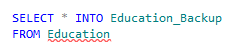 SELECT * INTO Education_Backup
FROM Education